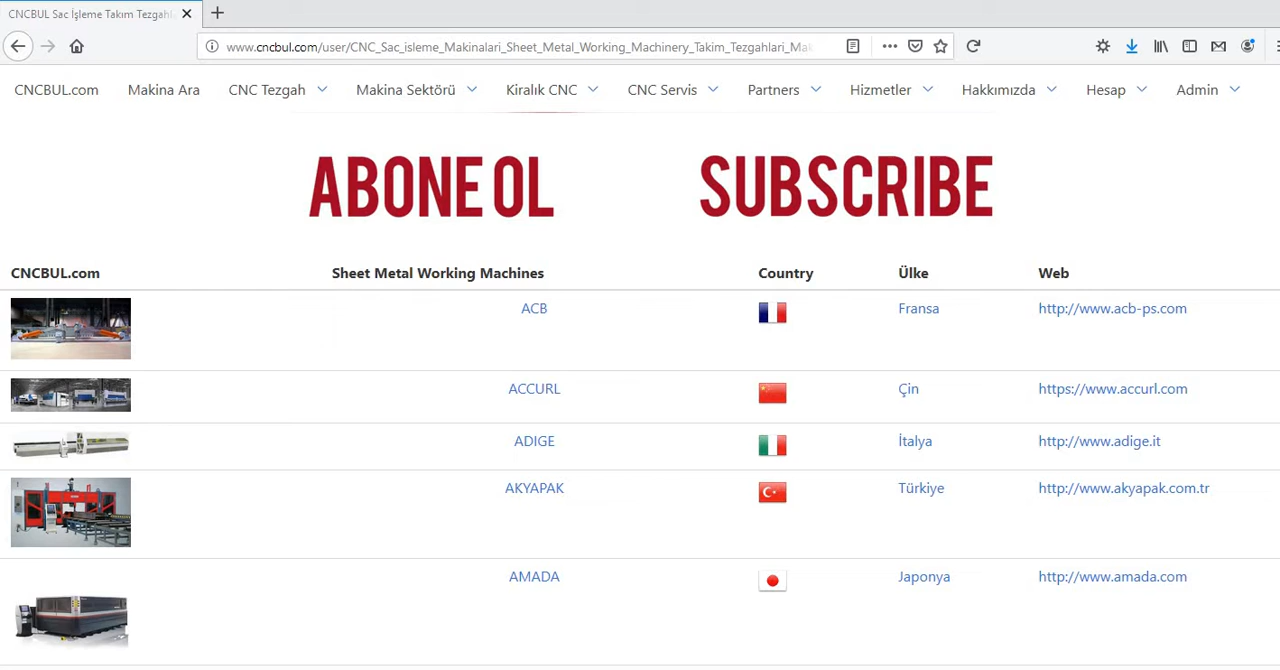 CNCBUL Sac İşleme Takım Tezgahl
www.cncbul.com/user/CNC_Sac_isleme_Makinalari_Sheet_Metal_Working_Machinery_Takim_Tezgahlari_Mak
CNCBUL.com Makina Ara CNC Tezgah Makina Sektörü Kiralık CNC CNC Servis Partners Hizmetler Hakkımızda Hesap Admin
ABONE OL SUBSCRIBE
CNCBUL.com Sheet Metal Working Machines Country Ülke Web
ACB Fransa http://www.acb-ps.com
ACCURL Çin https://www.accurl.com
ADIGE İtalya http://www.adige.it
AKYAPAK Türkiye http://www.akyapak.com.tr
AMADA Japonya http://www.amada.com